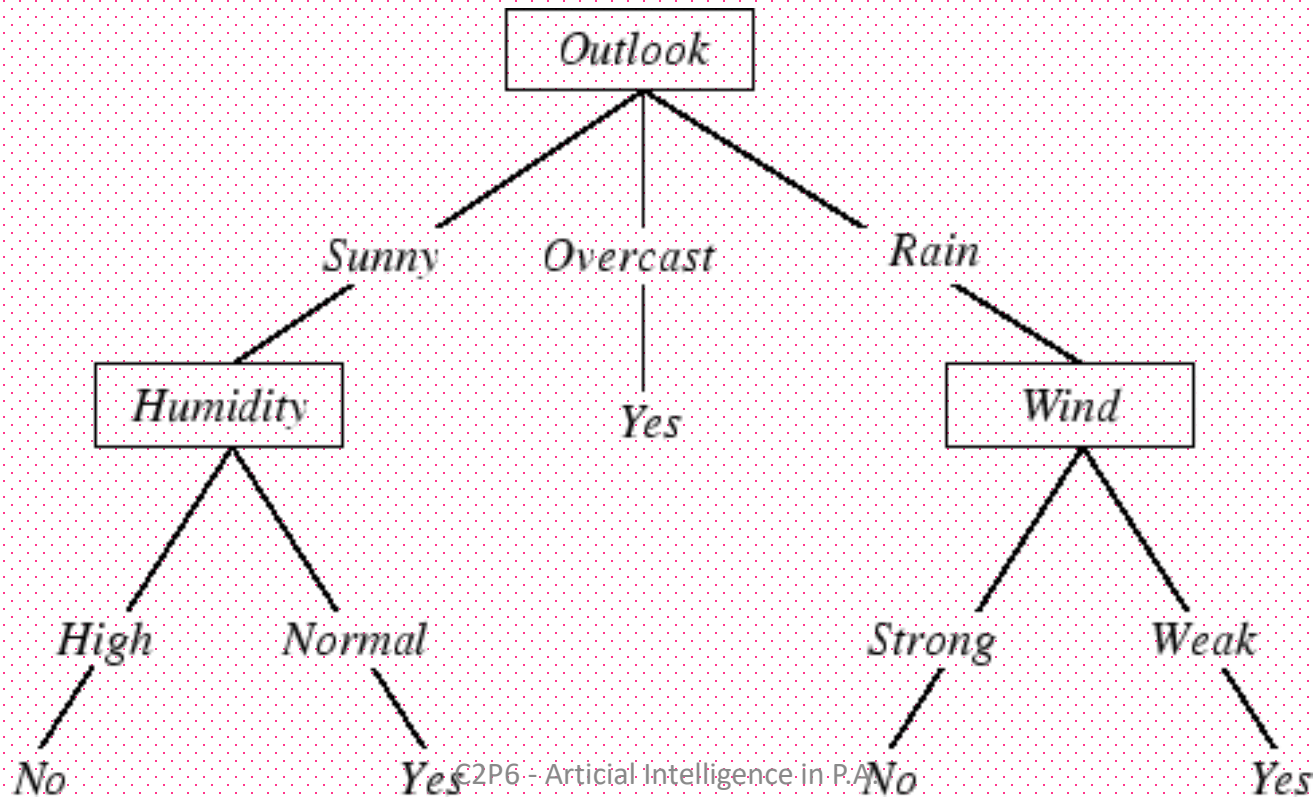 Outlook
Sunny Overcast Rain
Humidity Yes Wind
High Normal Strong Weak
No Yes No Yes
C2P6 - Articial Intelligence in P.A.